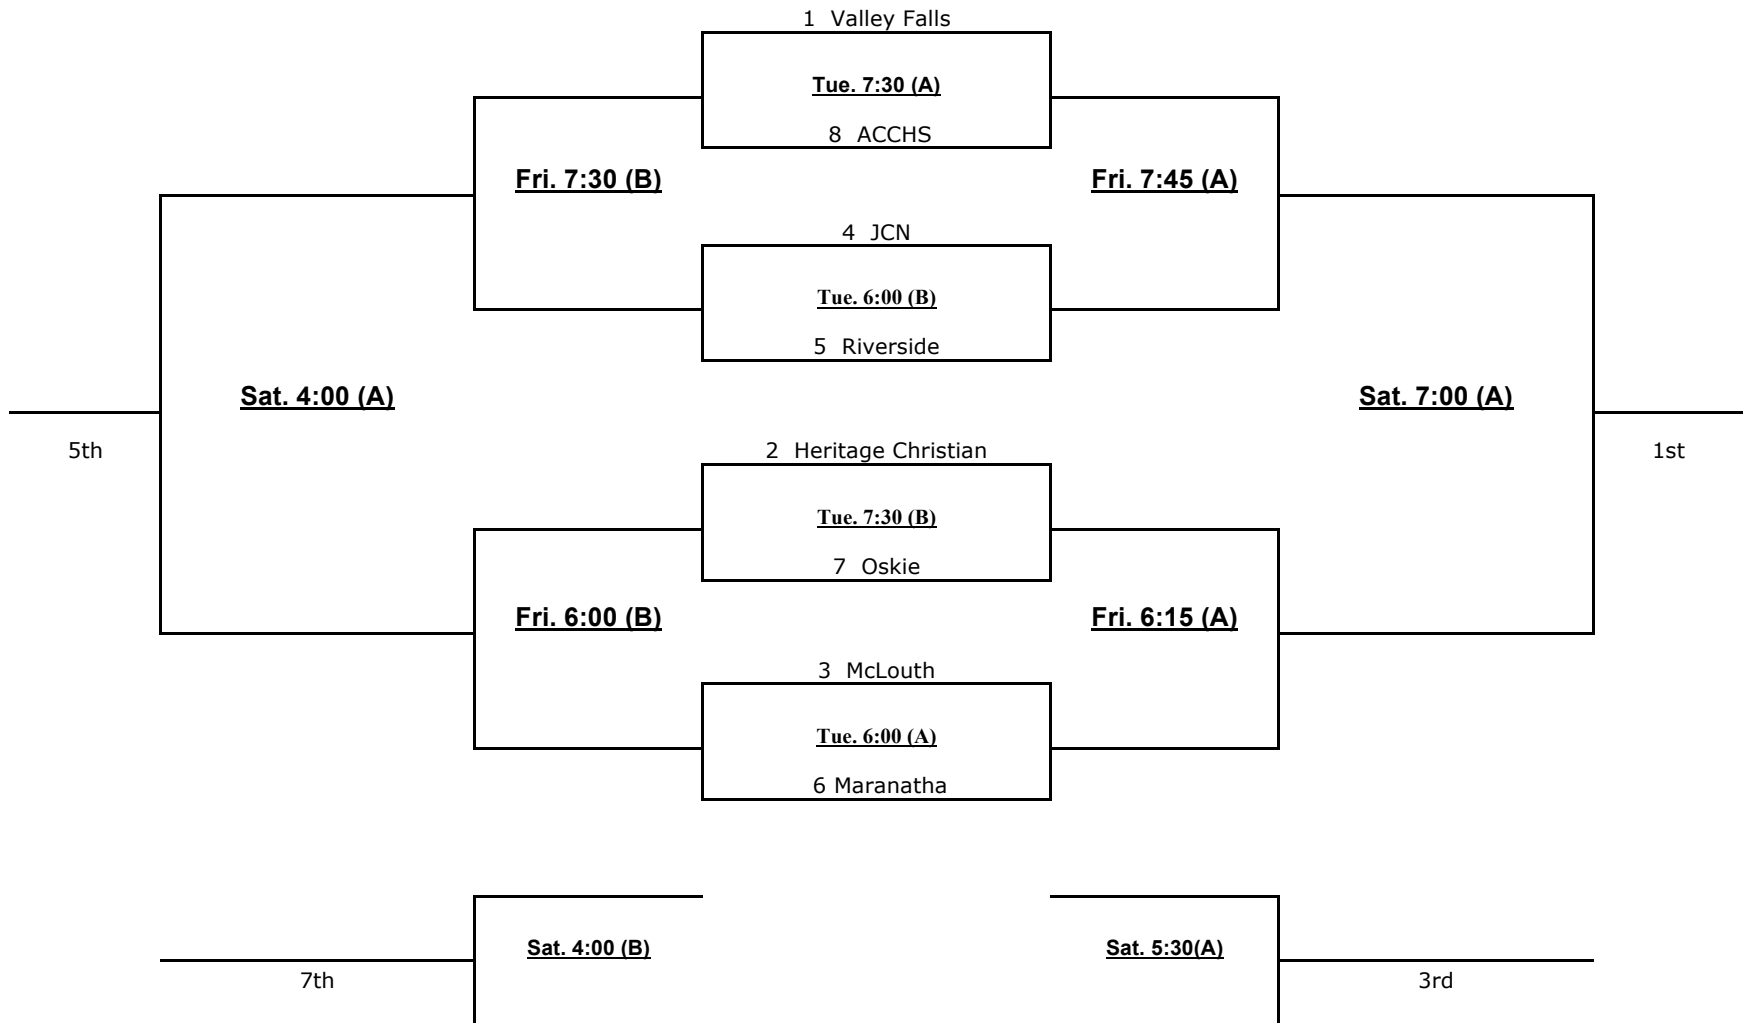 1 Valley Falls
Tue. 7:30 (A)
8 ACCHS
Fri. 7:30 (B)
Fri. 7:45 (A)
4 JCN
Tue. 6:00 (B)
5 Riverside
Sat. 4:00 (A)
Sat. 7:00 (A)
5th
2 Heritage Christian
1st
Tue. 7:30 (B)
7 Oskie
Fri. 6:00 (B)
Fri. 6:15 (A)
3 McLouth
Tue. 6:00 (A)
6 Maranatha
Sat. 4:00 (B)
Sat. 5:30(A)
7th
3rd